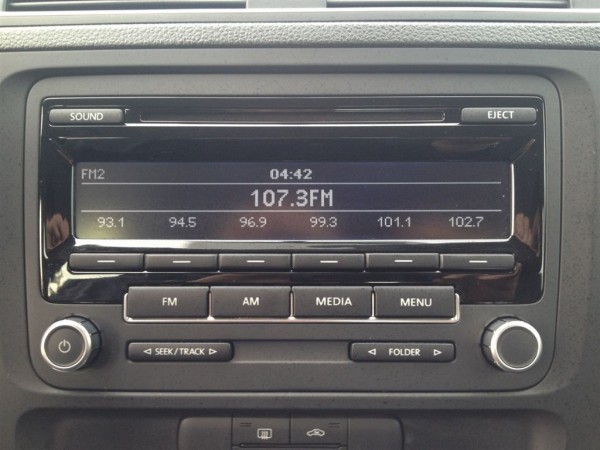 SOUND EJECT
FM2 04:42
107.3FM
93.1 94.5 96.9 99.3 101.1 102.7
FM AM MEDIA MENU
SEEK/TRACK FOLDER